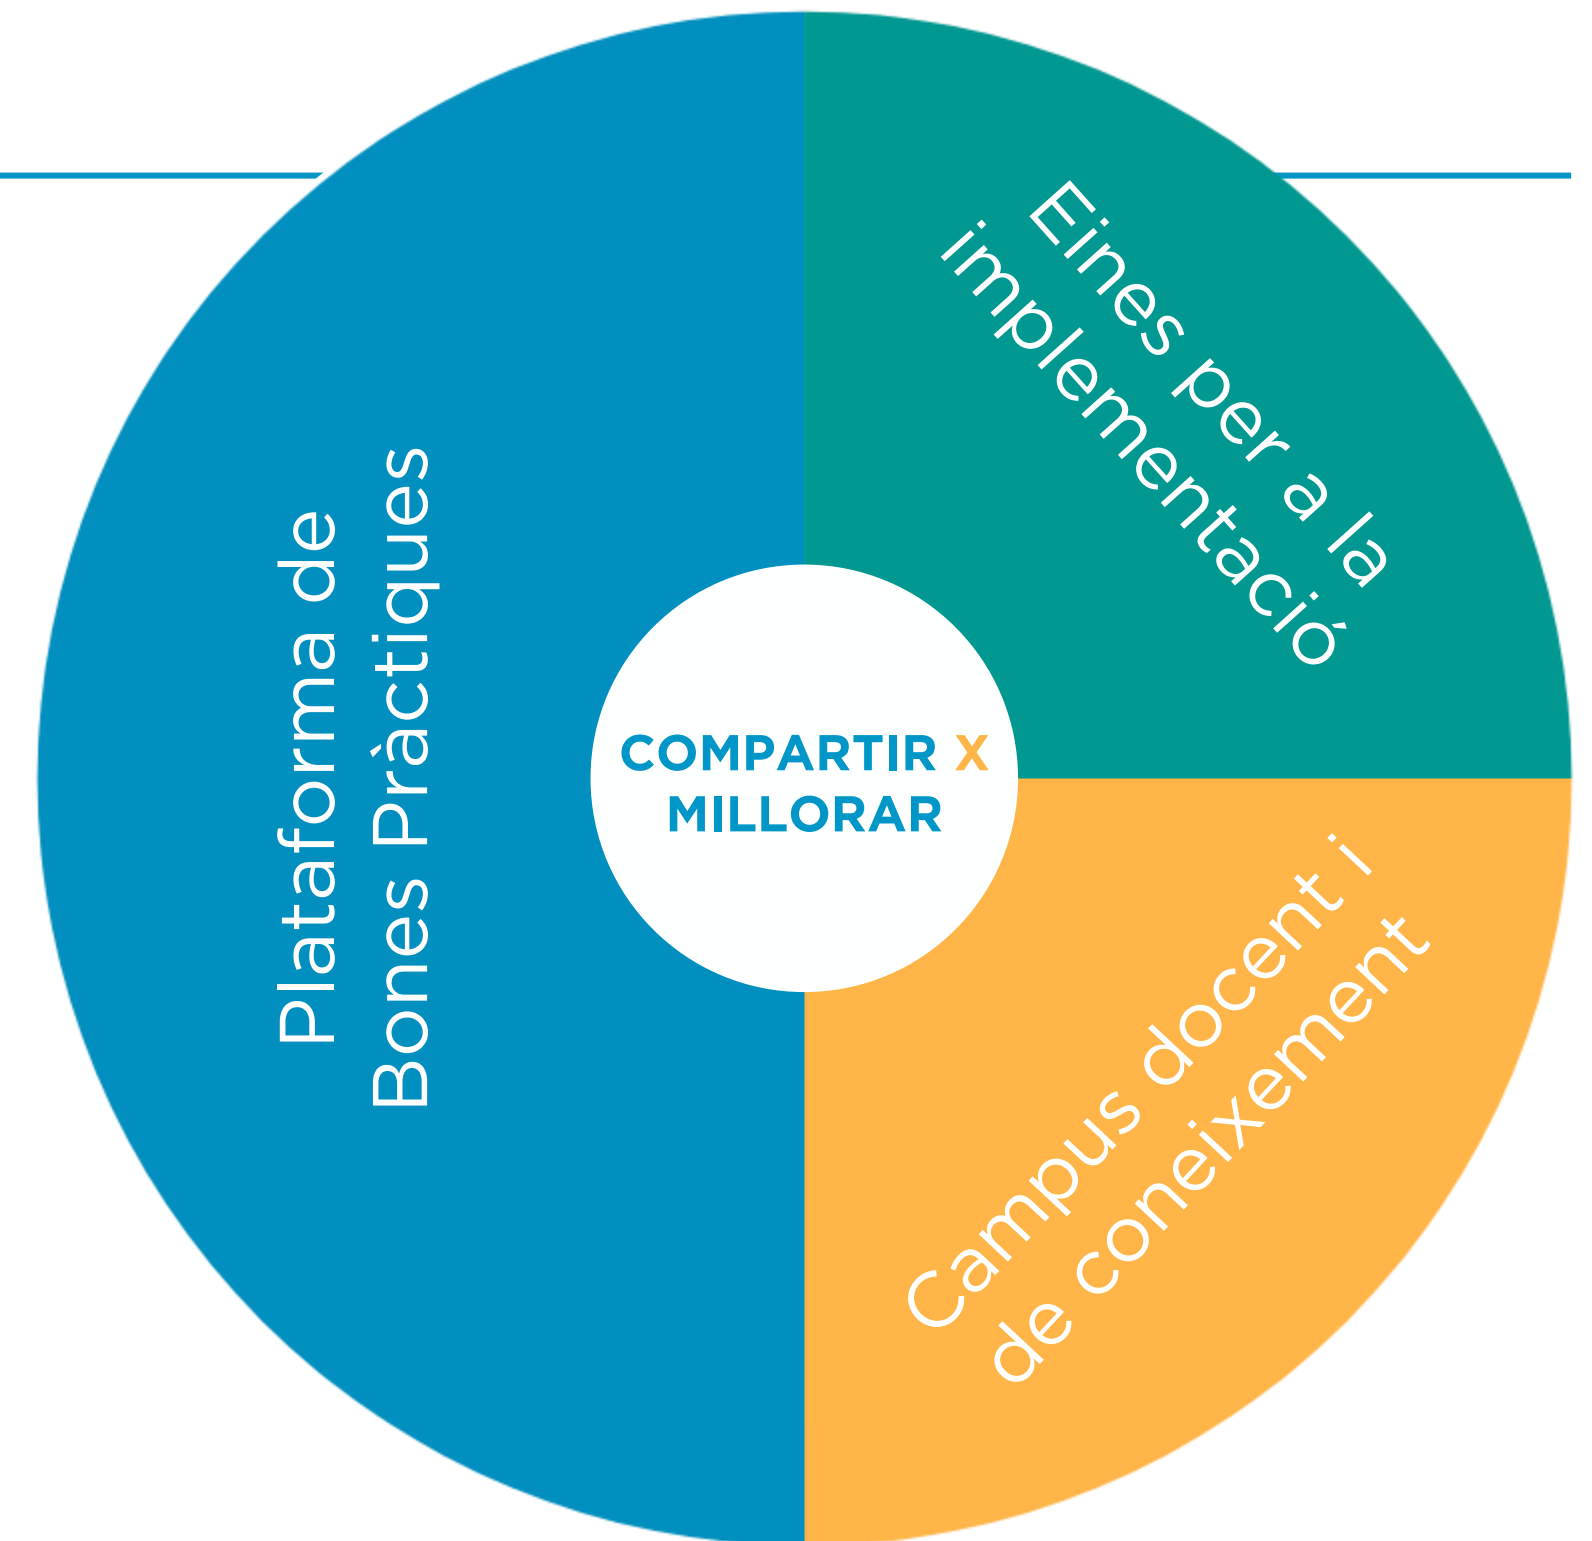 Plataforma de
Bones Pràctiques
Eines per a la
implementació
COMPARTIR X
MILLORAR
Campus docent i
de coneixement